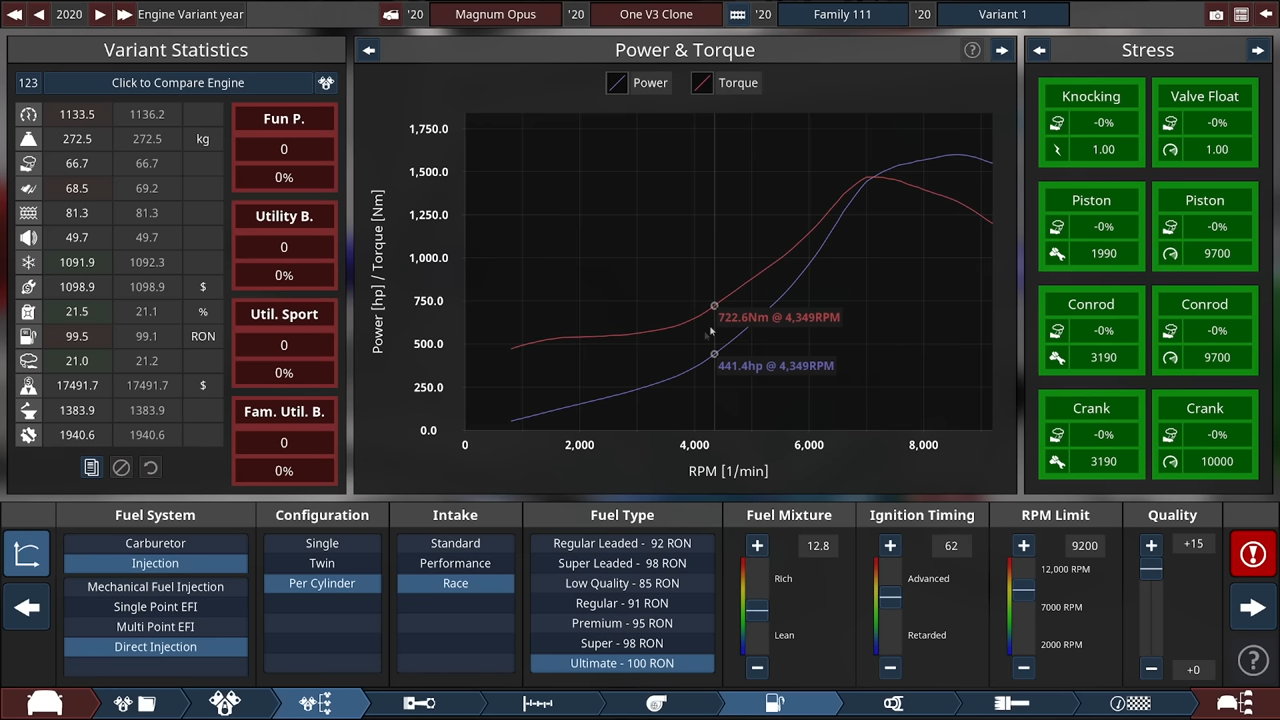 2020 Engine Variant year '20 Magnum Opus '20 One V3 Clone '20 Family 111 '20 Variant 1
Variant Statistics
123 Click to Compare Engine
1133.5 1136.2
272.5 272.5 kg
66.7 66.7
68.5 69.2
81.3 81.3
49.7 49.7
1091.9 1092.3
1098.9 1098.9 $
21.5 21.1 %
99.5 99.1 RON
21.0 21.2
17491.7 17491.7 $
1383.9 1383.9
1940.6 1940.6
Fun P.
0
0%
Utility B.
0
0%
Util. Sport
0
0%
Fam. Util. B.
0
0%
Power & Torque
?
Power Torque
Power [hp] / Torque [Nm]
1,750.0
1,500.0
1,250.0
1,000.0
750.0
500.0
250.0
0.0
722.6Nm @ 4,349RPM
441.4hp @ 4,349RPM
0 2,000 4,000 6,000 8,000
RPM [1/min]
Stress
Knocking
-0%
1.00
Valve Float
-0%
1.00
Piston
-0%
1990
Piston
-0%
9700
Conrod
-0%
3190
Conrod
-0%
9700
Crank
-0%
3190
Crank
-0%
10000
Fuel System
Carburetor
Injection
Mechanical Fuel Injection
Single Point EFI
Multi Point EFI
Direct Injection
Configuration
Single
Twin
Per Cylinder
Intake
Standard
Performance
Race
Fuel Type
Regular Leaded - 92 RON
Super Leaded - 98 RON
Low Quality - 85 RON
Regular - 91 RON
Premium - 95 RON
Super - 98 RON
Ultimate - 100 RON
Fuel Mixture
12.8
Rich
Lean
Ignition Timing
62
Advanced
Retarded
RPM Limit
9200
12,000 RPM
7000 RPM
2000 RPM
Quality
+15
+0
?